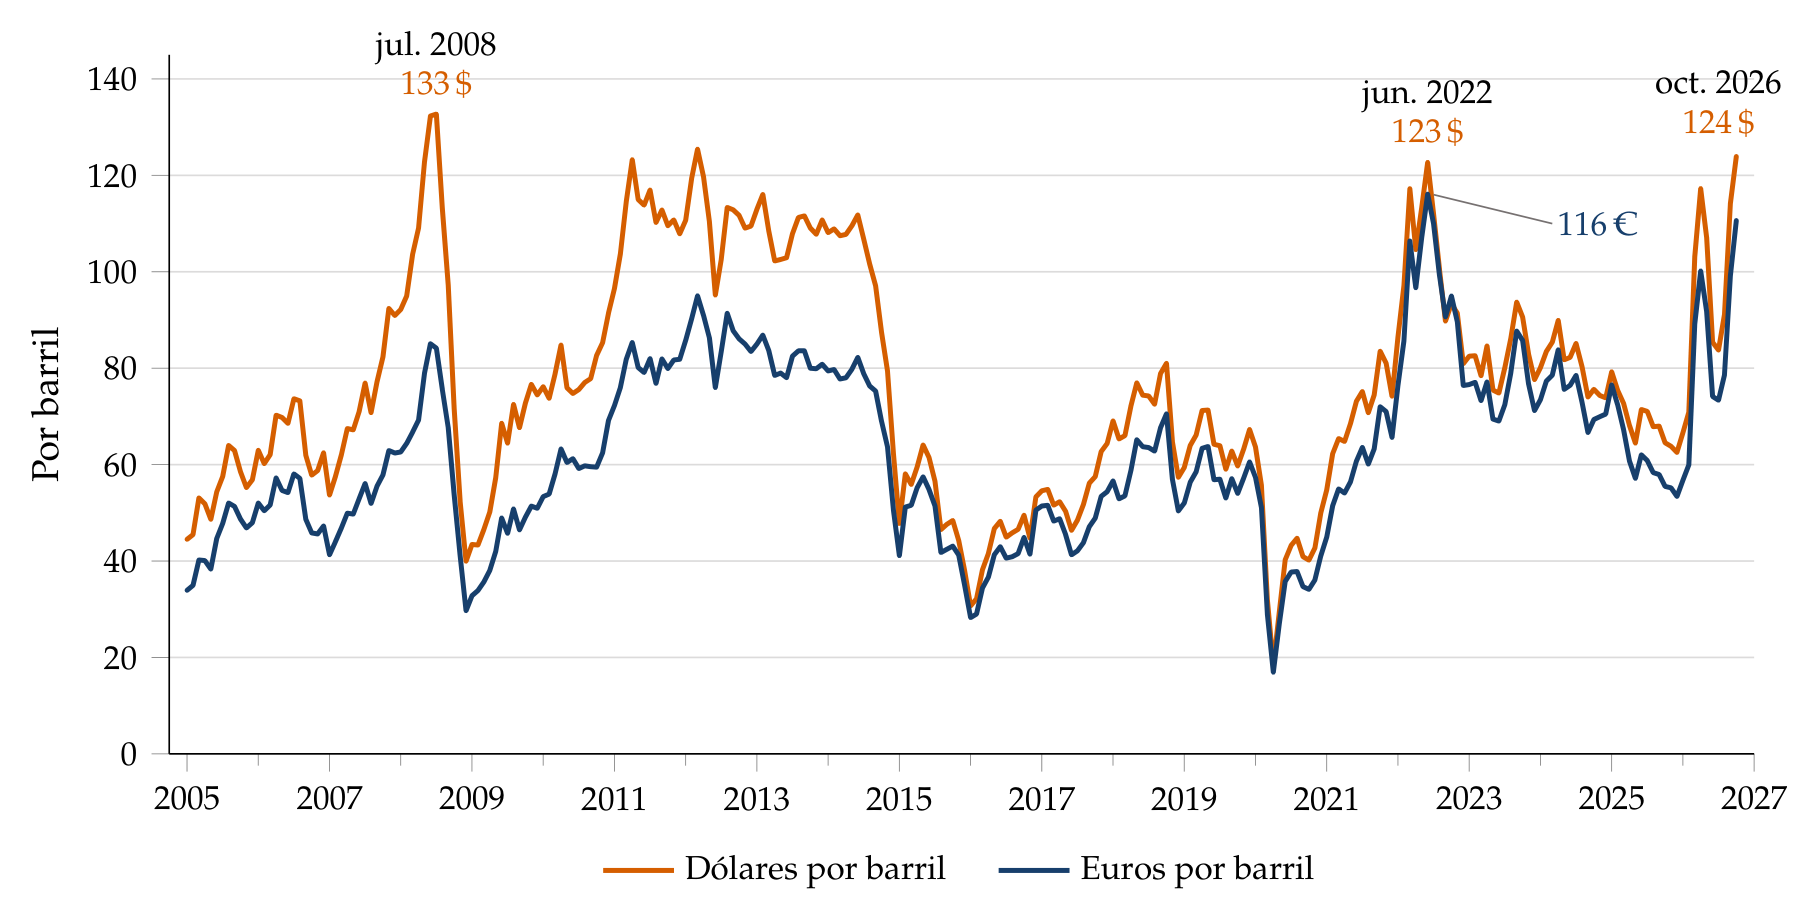 jul. 2008
133 $
jun. 2022
123 $
oct. 2026
124 $
116 €
Por barril
140
120
100
80
60
40
20
0
2005 2007 2009 2011 2013 2015 2017 2019 2021 2023 2025 2027
Dólares por barril Euros por barril